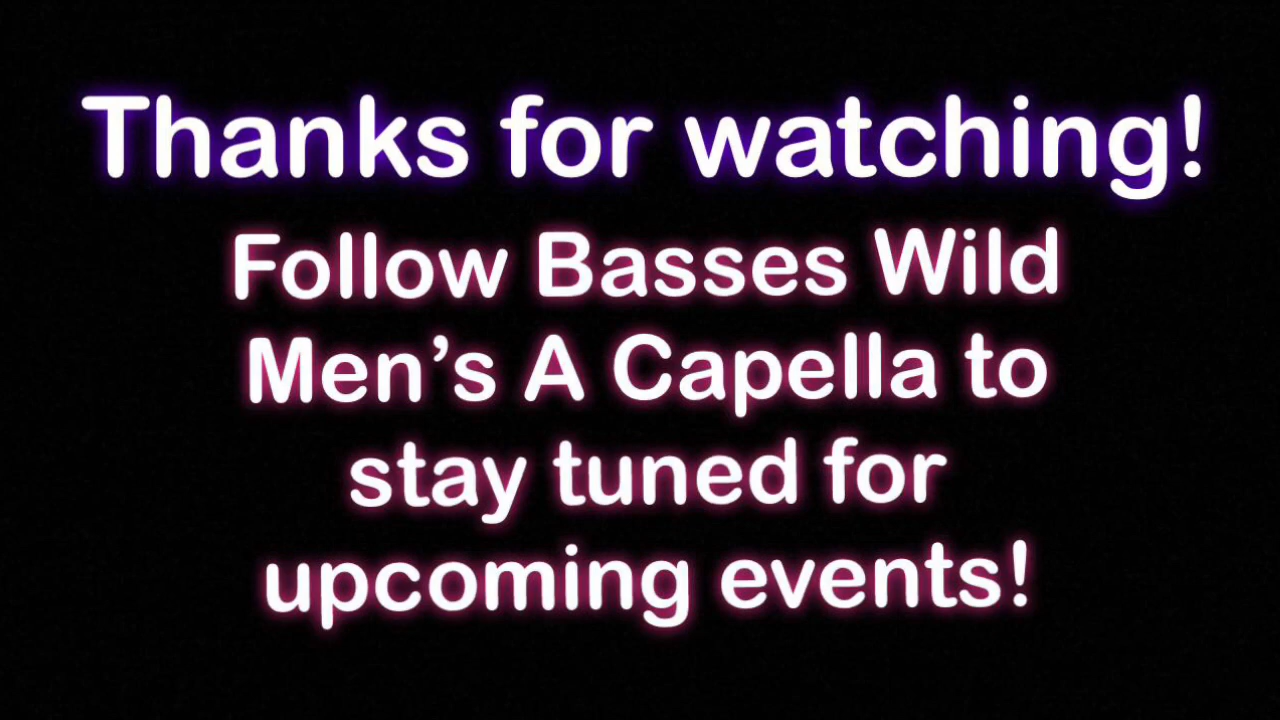 Thanks for watching!
Follow Basses Wild
Men’s A Capella to
stay tuned for
upcoming events!